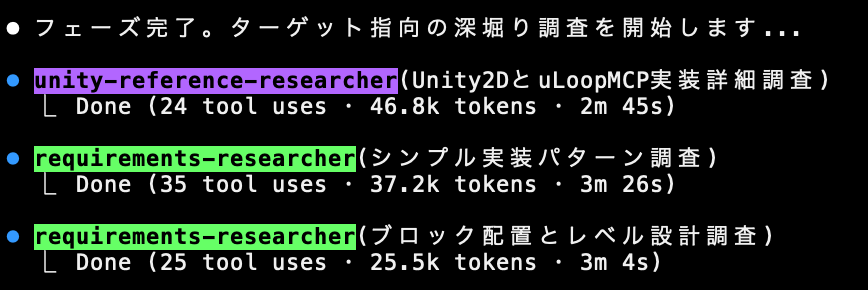 ● フェーズ完了。ターゲット指向の深堀り調査を開始します...
● unity-reference-researcher(Unity2DとuLoopMCP実装詳細調査)
⎿ Done (24 tool uses · 46.8k tokens · 2m 45s)
● requirements-researcher(シンプル実装パターン調査)
⎿ Done (35 tool uses · 37.2k tokens · 3m 26s)
● requirements-researcher(ブロック配置とレベル設計調査)
⎿ Done (25 tool uses · 25.5k tokens · 3m 4s)